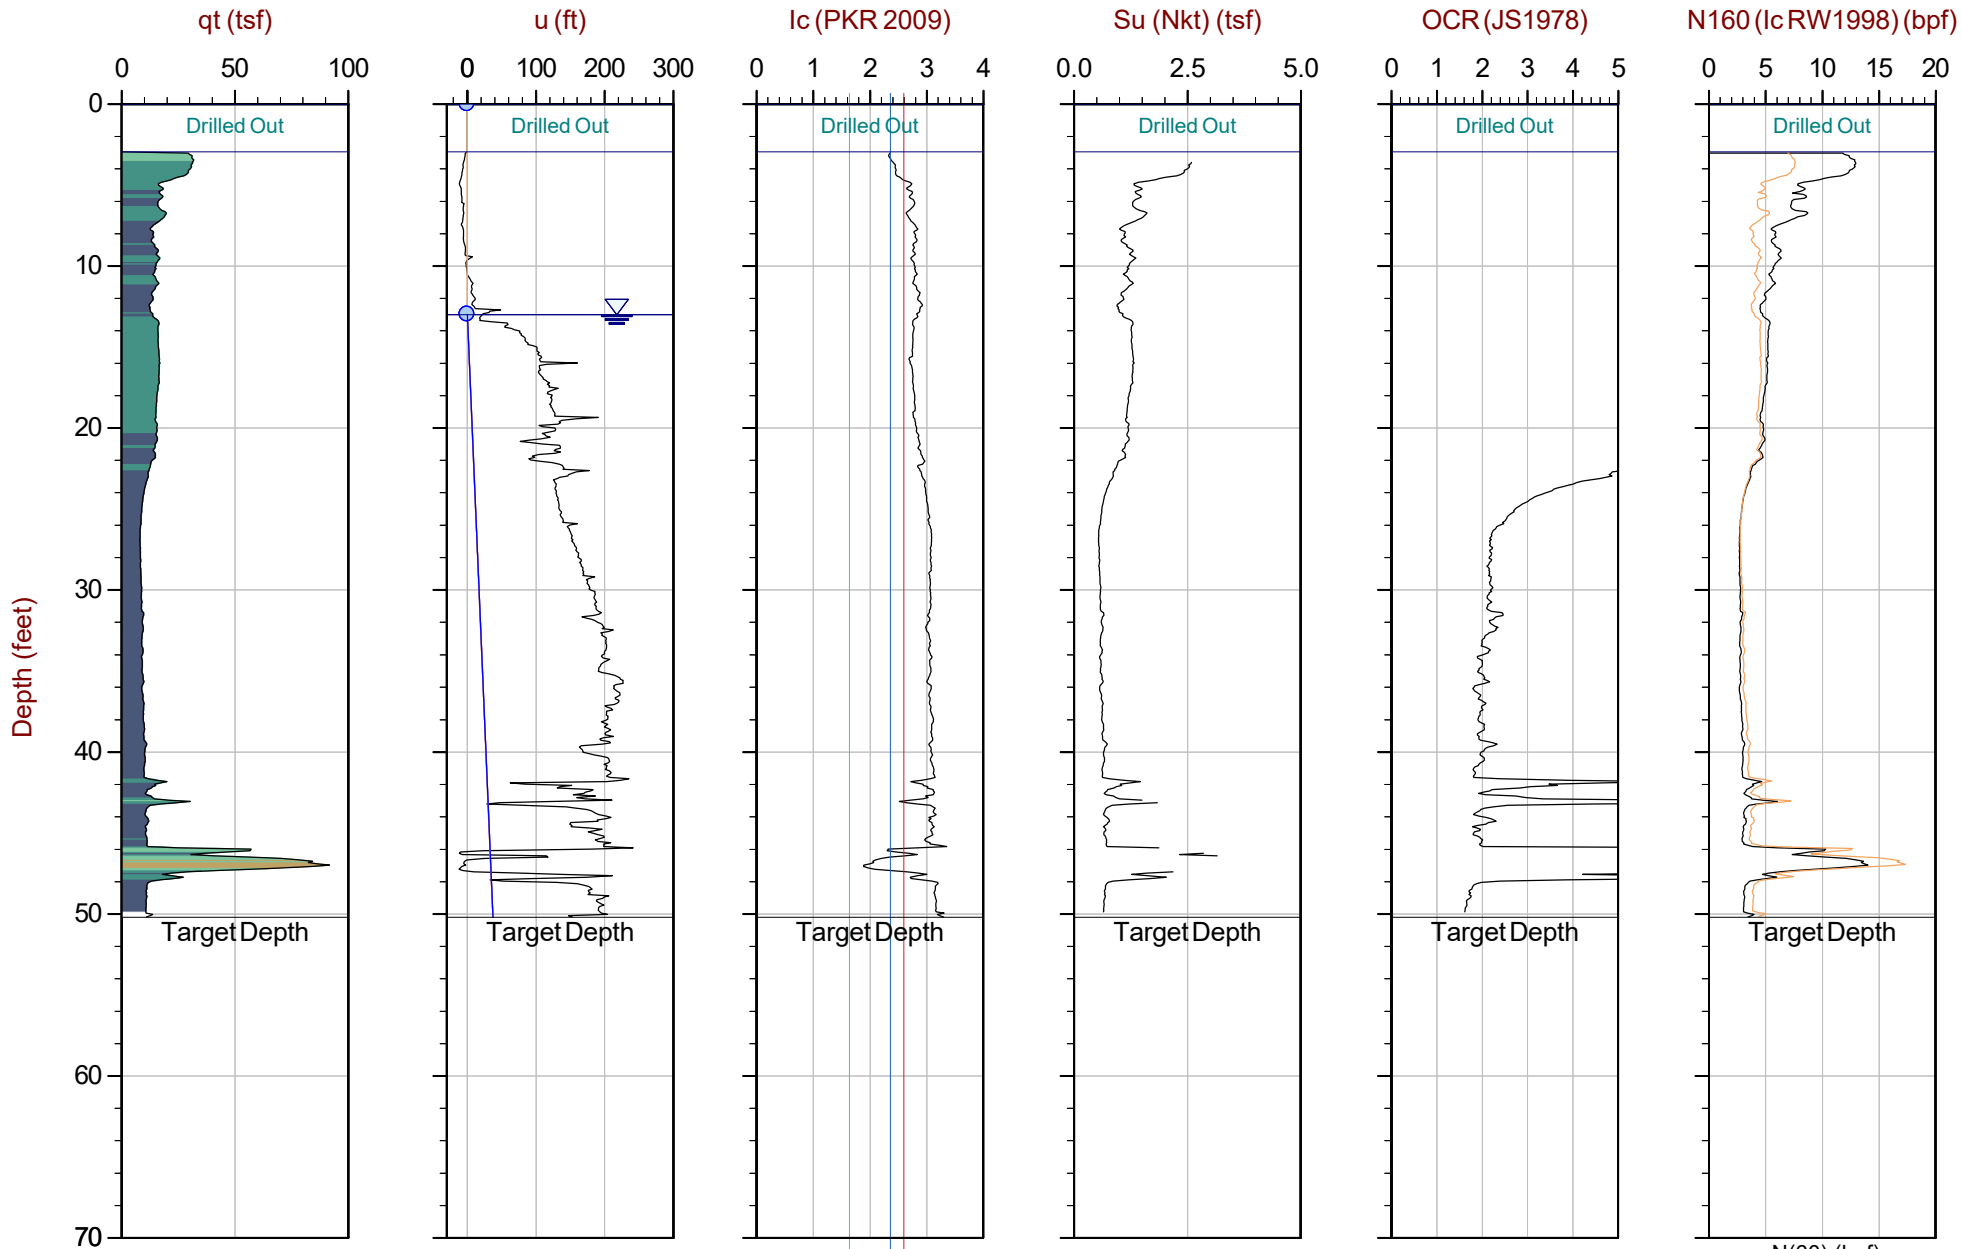 qt (tsf) u (ft) Ic (PKR 2009) Su (Nkt) (tsf) OCR (JS1978) N160 (Ic RW1998) (bpf)
0 50 100 0 100 200 300 0 1 2 3 4 0.0 2.5 5.0 0 1 2 3 4 5 0 5 10 15 20
0
Drilled Out Drilled Out Drilled Out Drilled Out Drilled Out Drilled Out
10
20
30
Depth (feet)
40
50
Target Depth Target Depth Target Depth Target Depth Target Depth Target Depth
60
70